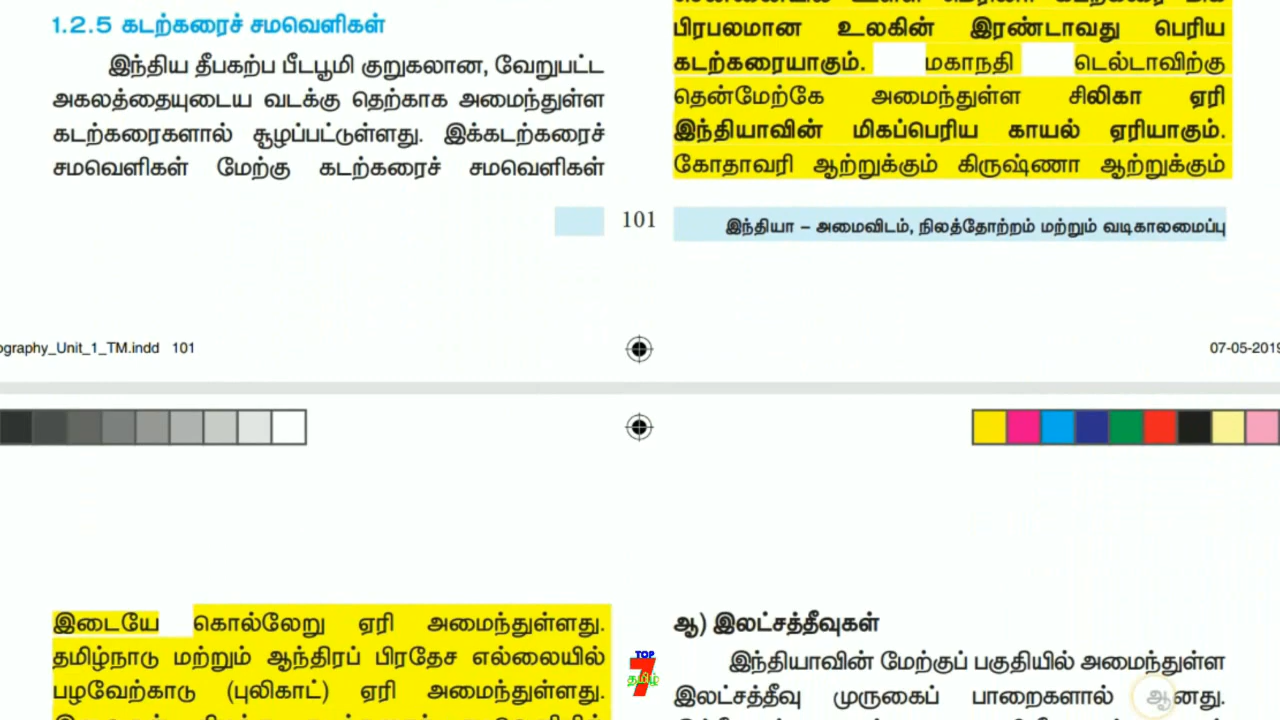 1.2.5 கடற்கரைச் சமவெளிகள்
இந்திய தீபகற்ப பீடபூமி குறுகலான, வேறுபட்ட
அகலத்தையுடைய வடக்கு தெற்காக அமைந்துள்ள
கடற்கரைகளால் சூழப்பட்டுள்ளது. இக்கடற்கரைச்
சமவெளிகள் மேற்கு கடற்கரைச் சமவெளிகள்
பிரபலமான உலகின் இரண்டாவது பெரிய
கடற்கரையாகும். மகாநதி டெல்டாவிற்கு
தென்மேற்கே அமைந்துள்ள சிலிகா ஏரி
இந்தியாவின் மிகப்பெரிய காயல் ஏரியாகும்.
கோதாவரி ஆற்றுக்கும் கிருஷ்ணா ஆற்றுக்கும்
101
இந்தியா – அமைவிடம், நிலத்தோற்றம் மற்றும் வடிகாலமைப்பு
ography_Unit_1_TM.indd 101
07-05-2019
இடையே கொல்லேறு ஏரி அமைந்துள்ளது.
தமிழ்நாடு மற்றும் ஆந்திரப் பிரதேச எல்லையில்
பழவேற்காடு (புலிகாட்) ஏரி அமைந்துள்ளது.
TOP
7
தமிழ்
ஆ) இலட்சத்தீவுகள்
இந்தியாவின் மேற்குப் பகுதியில் அமைந்துள்ள
இலட்சத்தீவு முருகைப் பாறைகளால் ஆனது.